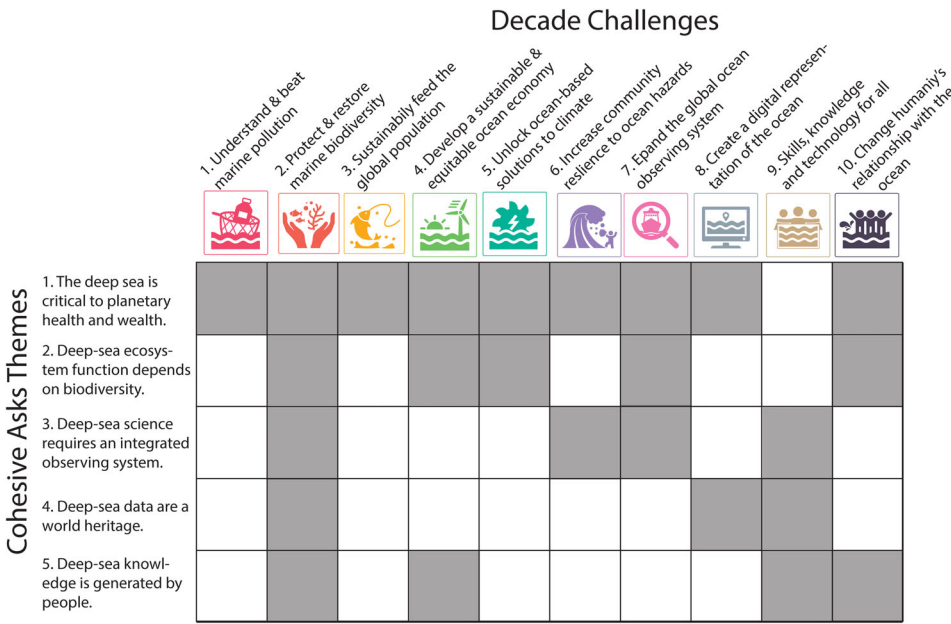 Decade Challenges
1. Understand & beat
marine pollution
2. Protect & restore
marine biodiversity
3. Sustainabily feed the
global population
4. Develop a sustainable &
equitable ocean economy
5. Unlock ocean-based
solutions to climate
6. Increase community
reslience to ocean hazards
7. Epand the global ocean
observing system
8. Create a digital represen-
tation of the ocean
9. Skills, knowledge
and technology for all
10. Change humaniy's
relationship with the
ocean
Cohesive Asks Themes
1. The deep sea is
critical to planetary
health and wealth.
2. Deep-sea ecosys-
tem function depends
on biodiversity.
3. Deep-sea science
requires an integrated
observing system.
4. Deep-sea data are a
world heritage.
5. Deep-sea knowl-
edge is generated by
people.